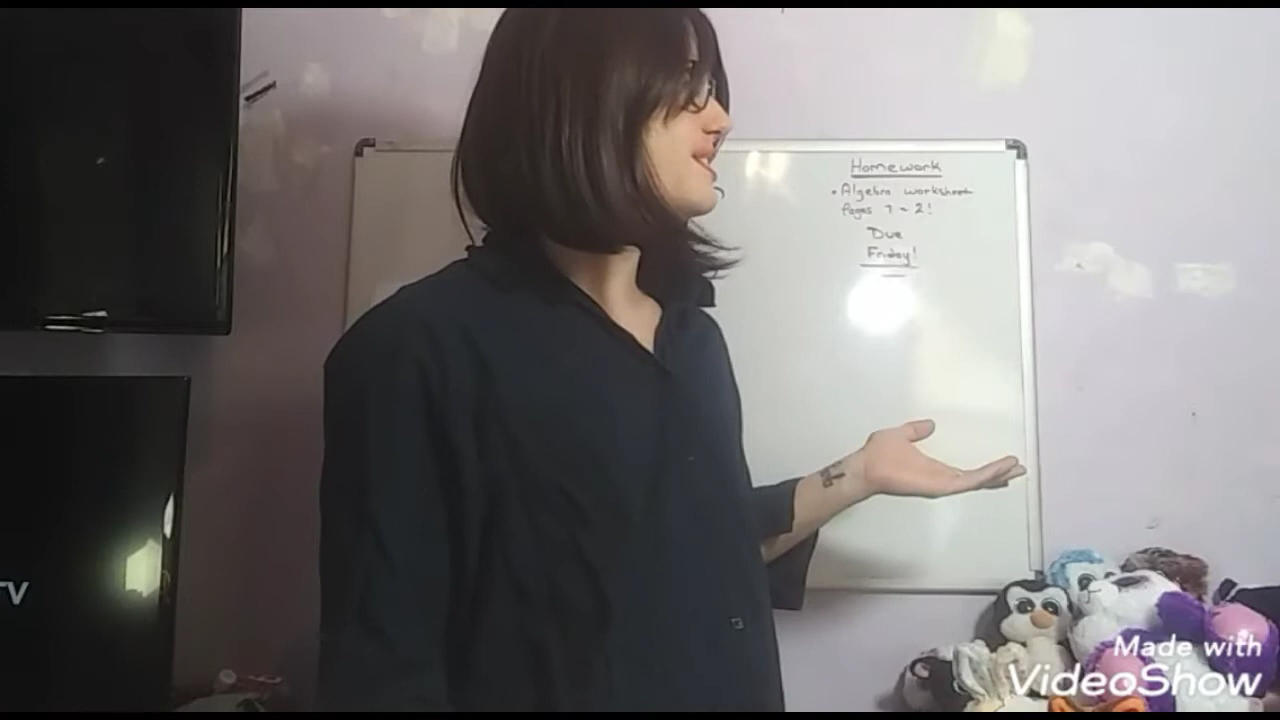 Homework
• Algebra worksheet
Pages 1 - 2!
Due
Friday!
TV
Made with
VideoShow